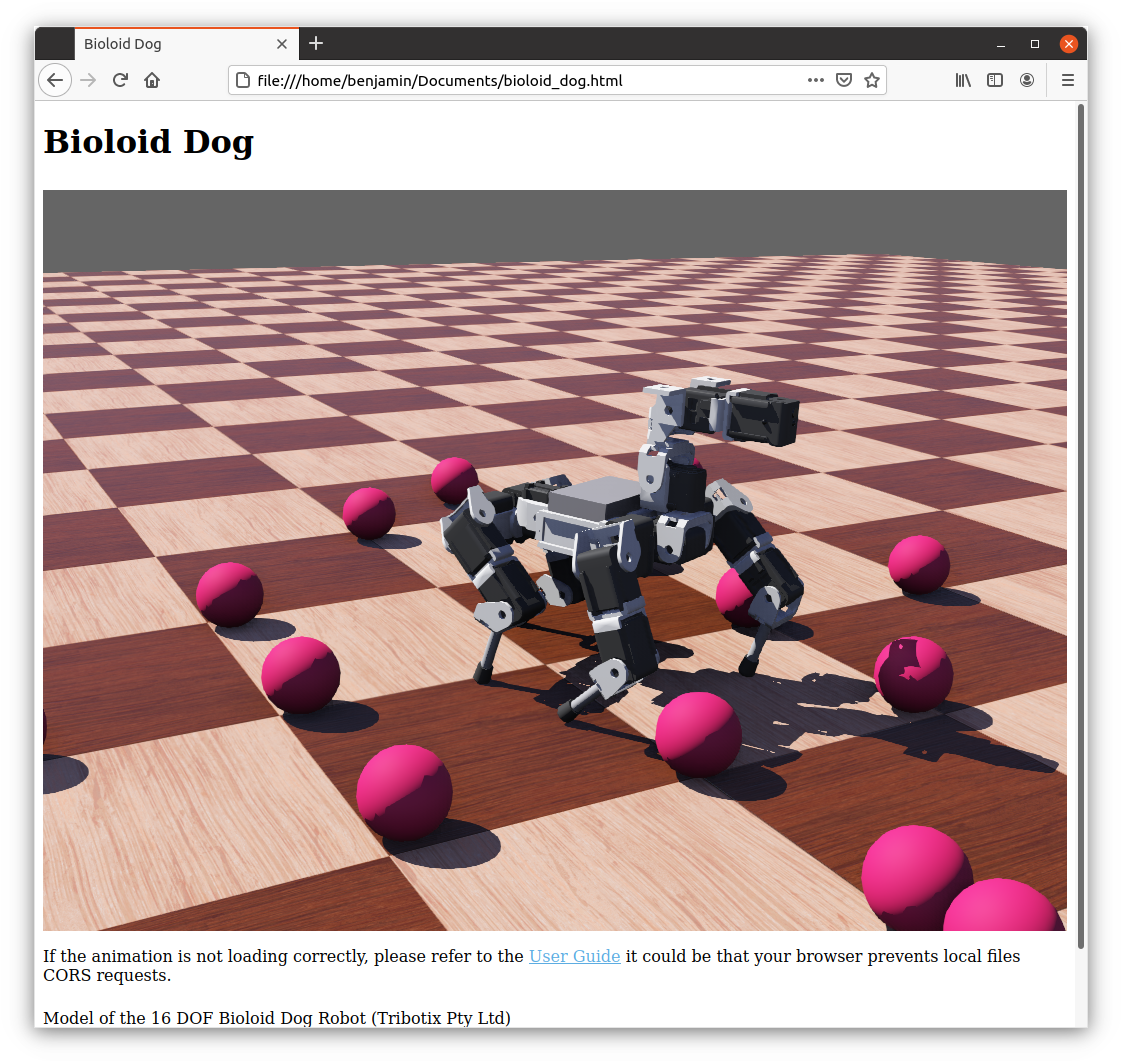 Bioloid Dog
file:///home/benjamin/Documents/bioloid_dog.html
Bioloid Dog
If the animation is not loading correctly, please refer to the User Guide it could be that your browser prevents local files
CORS requests.
Model of the 16 DOF Bioloid Dog Robot (Tribotix Pty Ltd)